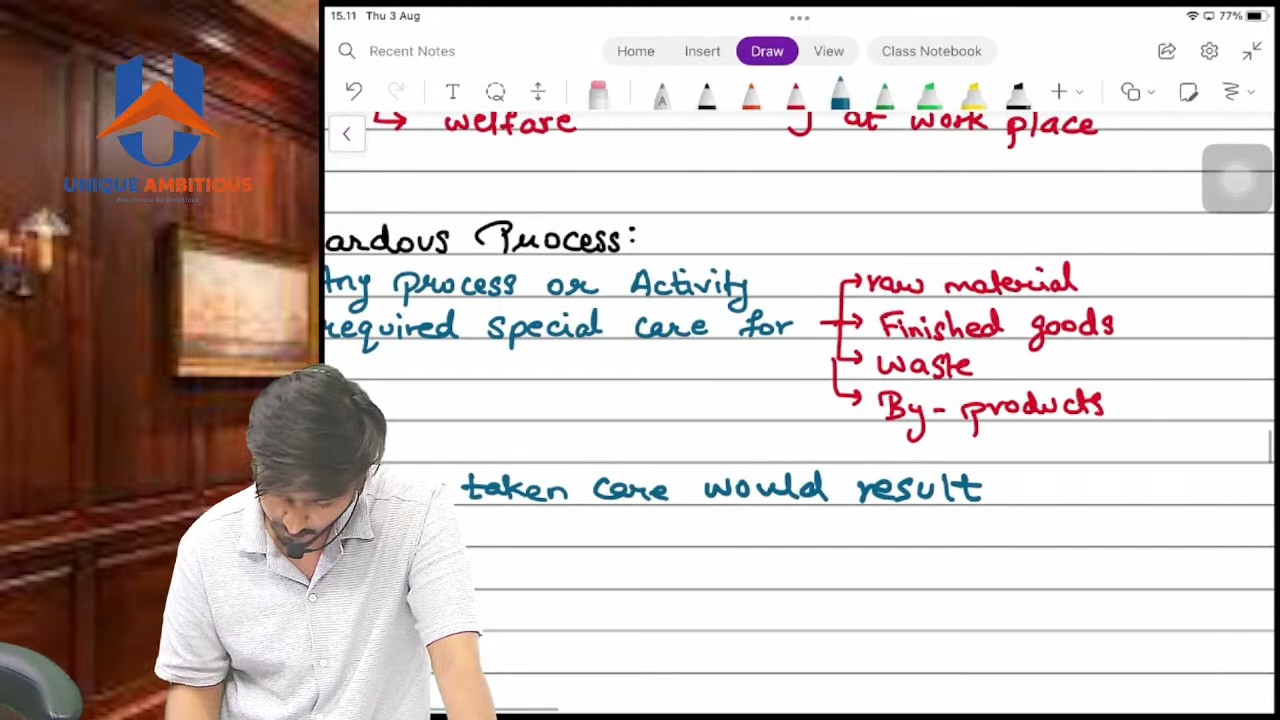 15.11 Thu 3 Aug
77%
Recent Notes
Home Insert Draw View Class Notebook
welfare at work place
UNIQUE AMBITIOUS
ardous Process:
Any process or Activity
raw material
required special care for
Finished goods
waste
By-products
taken care would result